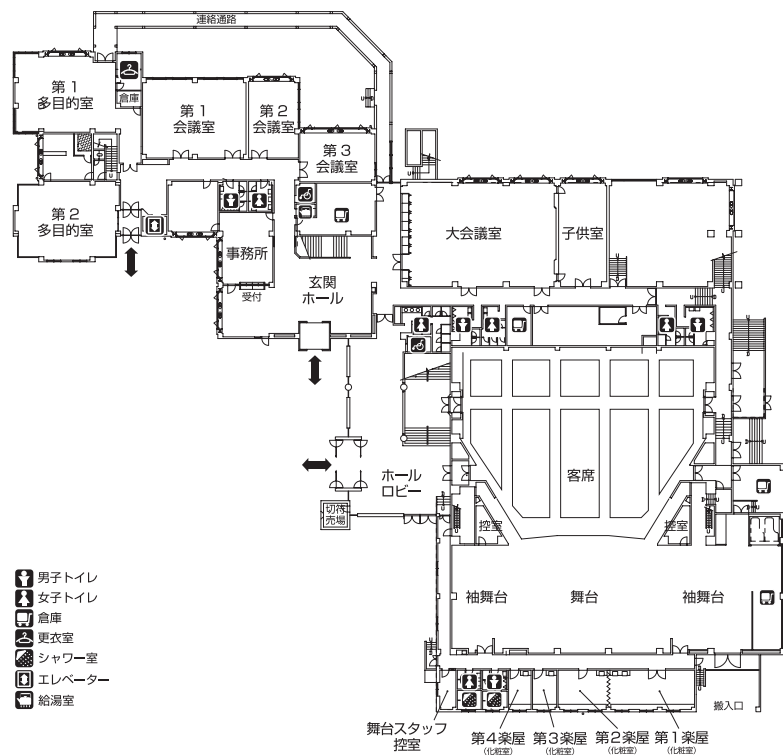 連絡通路
第1
多目的室
倉庫
第1
会議室
第2
会議室
第3
会議室
第2
多目的室
事務所
受付
玄関
ホール
大会議室
子供室
客席
ホール
ロビー
切符
売場
控室
控室
袖舞台
舞台
袖舞台
男子トイレ
女子トイレ
倉庫
更衣室
シャワー室
エレベーター
給湯室
舞台スタッフ
控室
第4楽屋
(化粧室)
第3楽屋
(化粧室)
第2楽屋
(化粧室)
第1楽屋
(化粧室)
搬入口